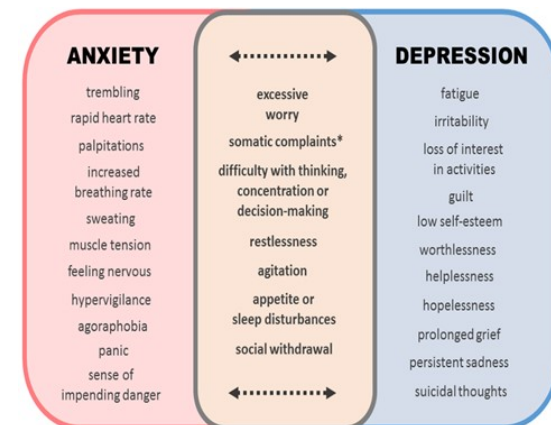 ANXIETY
trembling
rapid heart rate
palpitations
increased
breathing rate
sweating
muscle tension
feeling nervous
hypervigilance
agoraphobia
panic
sense of
impending danger
excessive
worry
somatic complaints*
difficulty with thinking,
concentration or
decision-making
restlessness
agitation
appetite or
sleep disturbances
social withdrawal
DEPRESSION
fatigue
irritability
loss of interest
in activities
guilt
low self-esteem
worthlessness
helplessness
hopelessness
prolonged grief
persistent sadness
suicidal thoughts